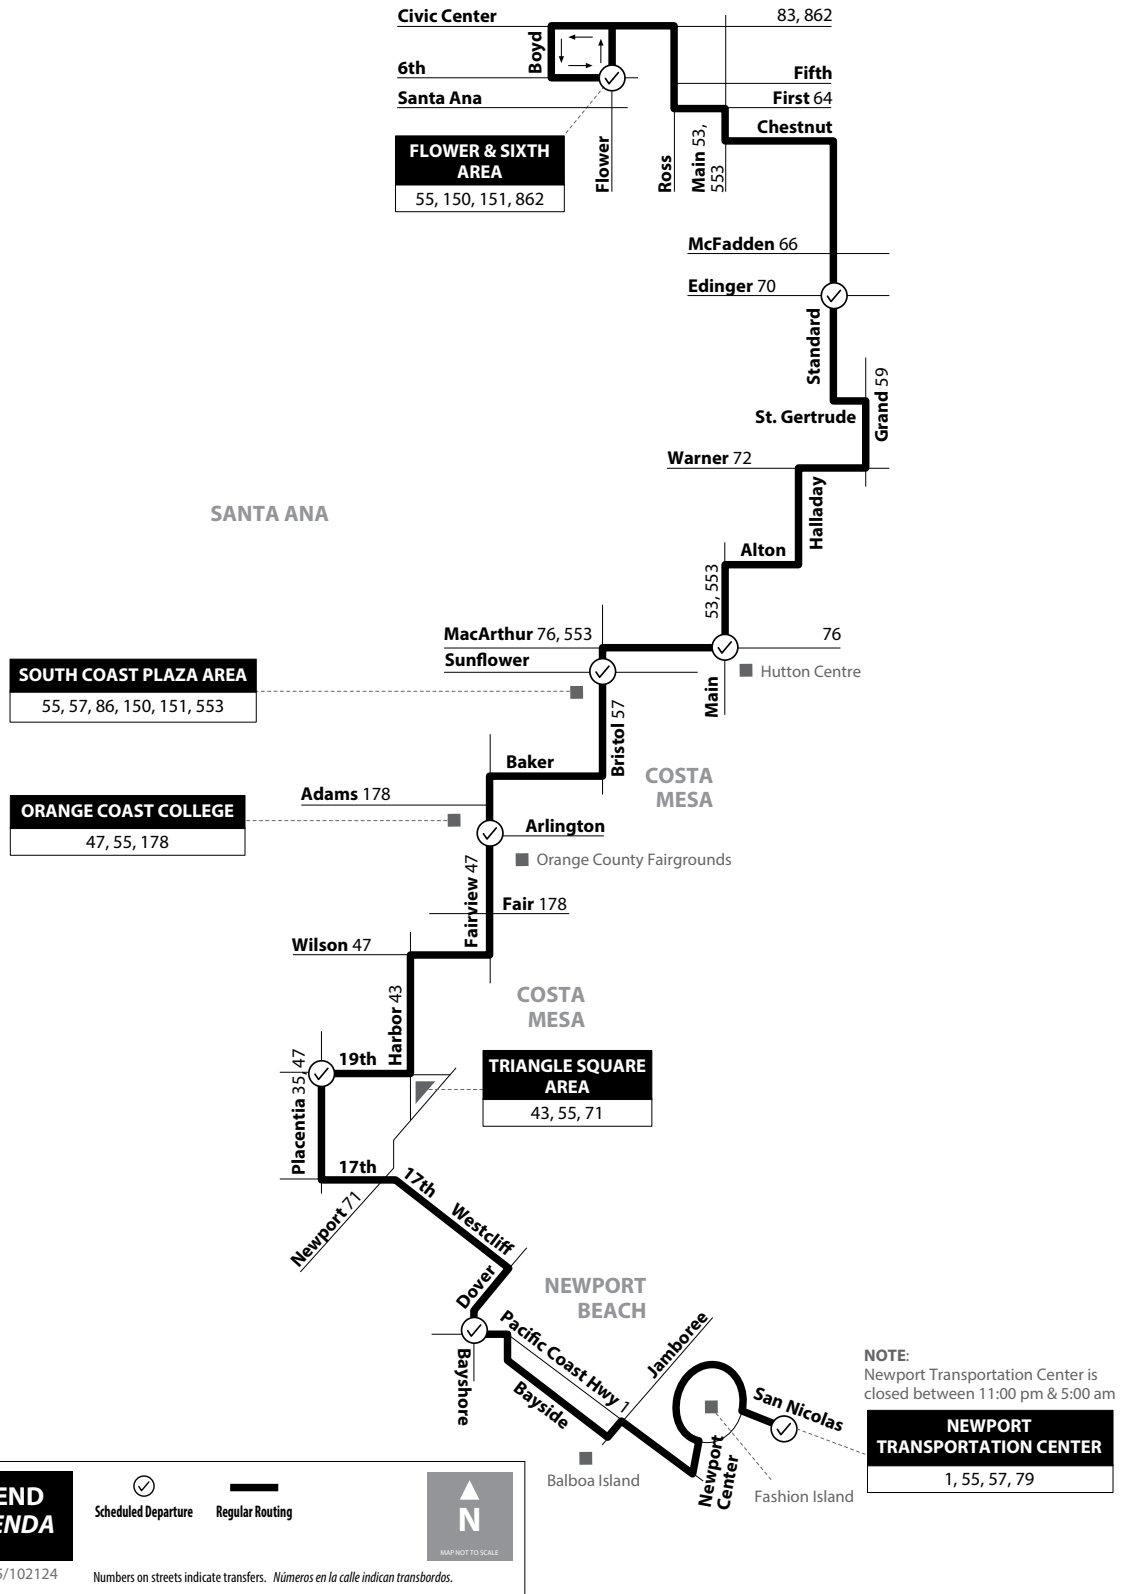 Civic Center
83, 862
Boyd
6th
Fifth
Santa Ana
First 64
Chestnut
FLOWER & SIXTH
AREA
55, 150, 151, 862
Flower
Ross
Main 53,
553
McFadden 66
Edinger 70
Standard
St. Gertrude
Grand 59
Warner 72
Halladay
SANTA ANA
Alton
53, 553
MacArthur 76, 553
76
Sunflower
Hutton Centre
Main
SOUTH COAST PLAZA AREA
55, 57, 86, 150, 151, 553
Bristol 57
Baker
COSTA
MESA
Adams 178
ORANGE COAST COLLEGE
47, 55, 178
Arlington
Orange County Fairgrounds
Fairview 47
Fair 178
Wilson 47
Harbor 43
COSTA
MESA
19th
Placentia 35, 47
TRIANGLE SQUARE
AREA
43, 55, 71
17th
17th
Newport 71
Westcliff
Dover
NEWPORT
BEACH
Pacific Coast Hwy 1
Jamboree
Bayshore
Bayside
Balboa Island
Newport
Center
San Nicolas
Fashion Island
NOTE:
Newport Transportation Center is
closed between 11:00 pm & 5:00 am
NEWPORT
TRANSPORTATION CENTER
1, 55, 57, 79
END
ENDA
Scheduled Departure
Regular Routing
N
MAP NOT TO SCALE
/102124
Numbers on streets indicate transfers. Números en la calle indican transbordos.